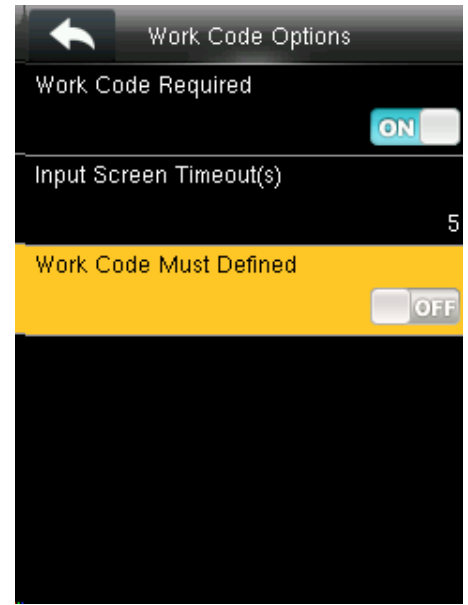 Work Code Options
Work Code Required
ON
Input Screen Timeout(s)
5
Work Code Must Defined
OFF